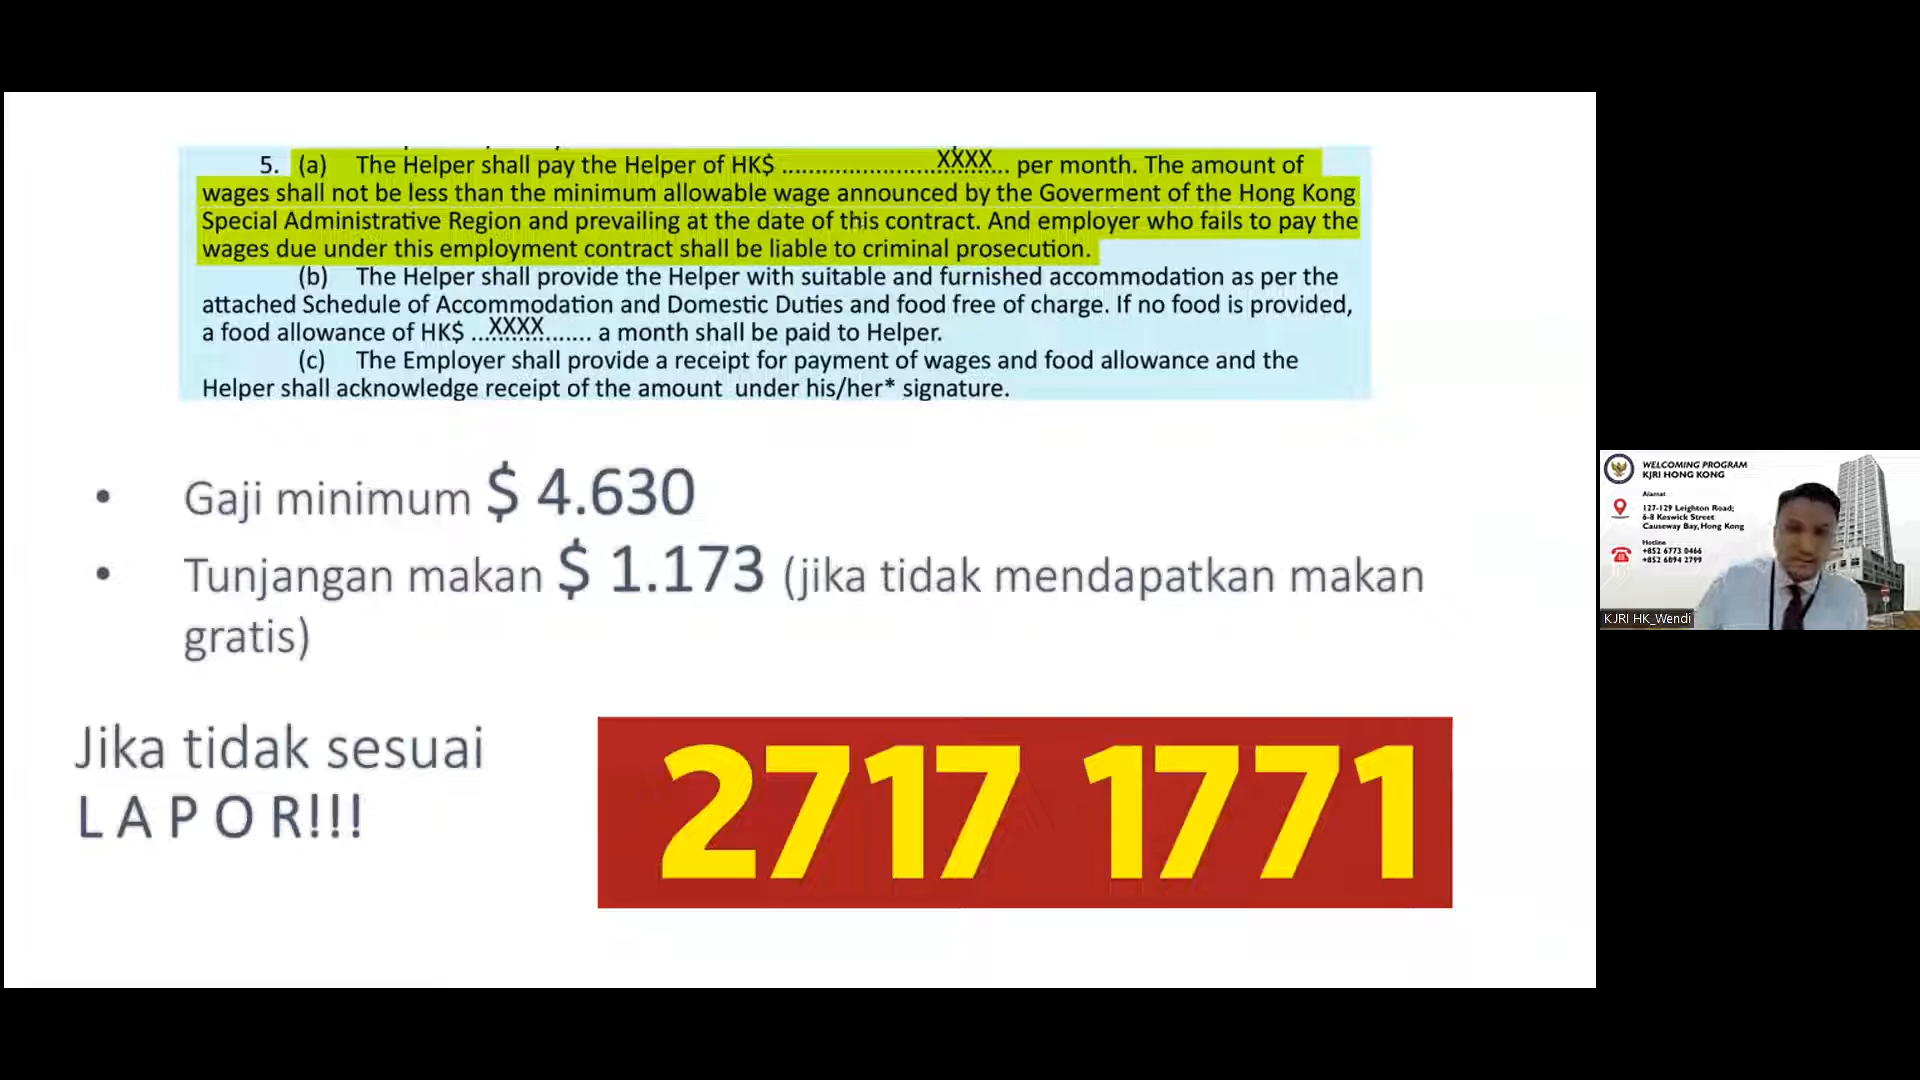 5. (a) The Helper shall pay the Helper of HK$ ............................XXXX.. per month. The amount of
wages shall not be less than the minimum allowable wage announced by the Goverment of the Hong Kong
Special Administrative Region and prevailing at the date of this contract. And employer who fails to pay the
wages due under this employment contract shall be liable to criminal prosecution.
(b) The Helper shall provide the Helper with suitable and furnished accommodation as per the
attached Schedule of Accommodation and Domestic Duties and food free of charge. If no food is provided,
a food allowance of HK$ ..XXXX...... a month shall be paid to Helper.
(c) The Employer shall provide a receipt for payment of wages and food allowance and the
Helper shall acknowledge receipt of the amount under his/her* signature.
• Gaji minimum $ 4.630
• Tunjangan makan $ 1.173 (jika tidak mendapatkan makan
gratis)
Jika tidak sesuai
L A P O R!!!
2717 1771
WELCOMING PROGRAM
KJRI HONG KONG
Alamat
127-129 Leighton Road;
6-8 Keswick Street
Causeway Bay, Hong Kong
Hotline
+852 6773 0466
+852 6894 2799
KJRI HK_Wendi